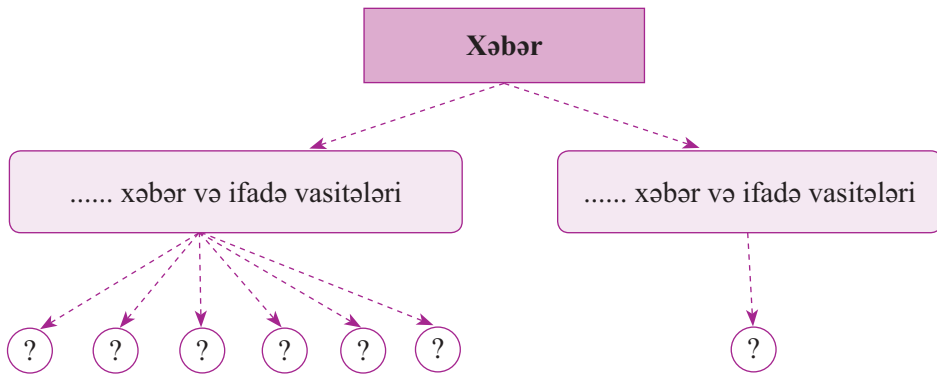 Xəbər
...... xəbər və ifadə vasitələri
...... xəbər və ifadə vasitələri
? ? ? ? ? ? ?